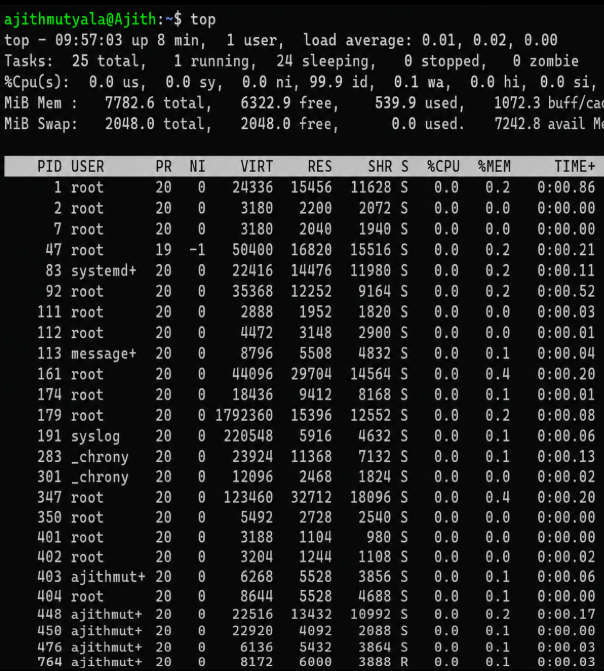 ajithmutyala@Ajith:~$ top
top - 09:57:03 up 8 min,  1 user,  load average: 0.01, 0.02, 0.00
Tasks:  25 total,   1 running,  24 sleeping,   0 stopped,   0 zombie
%Cpu(s):  0.0 us,  0.0 sy,  0.0 ni, 99.9 id,  0.1 wa,  0.0 hi,  0.0 si,
MiB Mem :   7782.6 total,   6322.9 free,    539.9 used,   1072.3 buff/cac
MiB Swap:   2048.0 total,   2048.0 free,      0.0 used.   7242.8 avail Me
PID USER PR NI VIRT RES SHR S %CPU %MEM TIME+
1 root 20 0 24336 15456 11628 S 0.0 0.2 0:00.86
2 root 20 0 3180 2200 2072 S 0.0 0.0 0:00.00
7 root 20 0 3180 2040 1940 S 0.0 0.0 0:00.00
47 root 19 -1 50400 16820 15516 S 0.0 0.2 0:00.21
83 systemd+ 20 0 22416 14476 11980 S 0.0 0.2 0:00.11
92 root 20 0 35368 12252 9164 S 0.0 0.2 0:00.52
111 root 20 0 2888 1952 1820 S 0.0 0.0 0:00.03
112 root 20 0 4472 3148 2900 S 0.0 0.0 0:00.01
113 message+ 20 0 8796 5508 4832 S 0.0 0.1 0:00.04
161 root 20 0 44096 29704 14564 S 0.0 0.4 0:00.20
174 root 20 0 18436 9412 8168 S 0.0 0.1 0:00.01
179 root 20 0 1792360 15396 12552 S 0.0 0.2 0:00.08
191 syslog 20 0 220548 5916 4632 S 0.0 0.1 0:00.06
283 _chrony 20 0 23924 11368 7132 S 0.0 0.1 0:00.13
301 _chrony 20 0 12096 2468 1824 S 0.0 0.0 0:00.02
347 root 20 0 123460 32712 18096 S 0.0 0.4 0:00.20
350 root 20 0 5492 2728 2540 S 0.0 0.0 0:00.00
401 root 20 0 3188 1104 980 S 0.0 0.0 0:00.00
402 root 20 0 3204 1244 1108 S 0.0 0.0 0:00.02
403 ajithmut+ 20 0 6268 5528 3856 S 0.0 0.1 0:00.06
404 root 20 0 8644 5528 4688 S 0.0 0.1 0:00.01
448 ajithmut+ 20 0 22516 13432 10992 S 0.0 0.2 0:00.17
450 ajithmut+ 20 0 22920 4092 2088 S 0.0 0.1 0:00.00
476 ajithmut+ 20 0 6136 5432 3864 S 0.0 0.1 0:00.03
764 ajithmut+ 20 0 8172 6000 3888 R 0.0 0.1 0:00.03